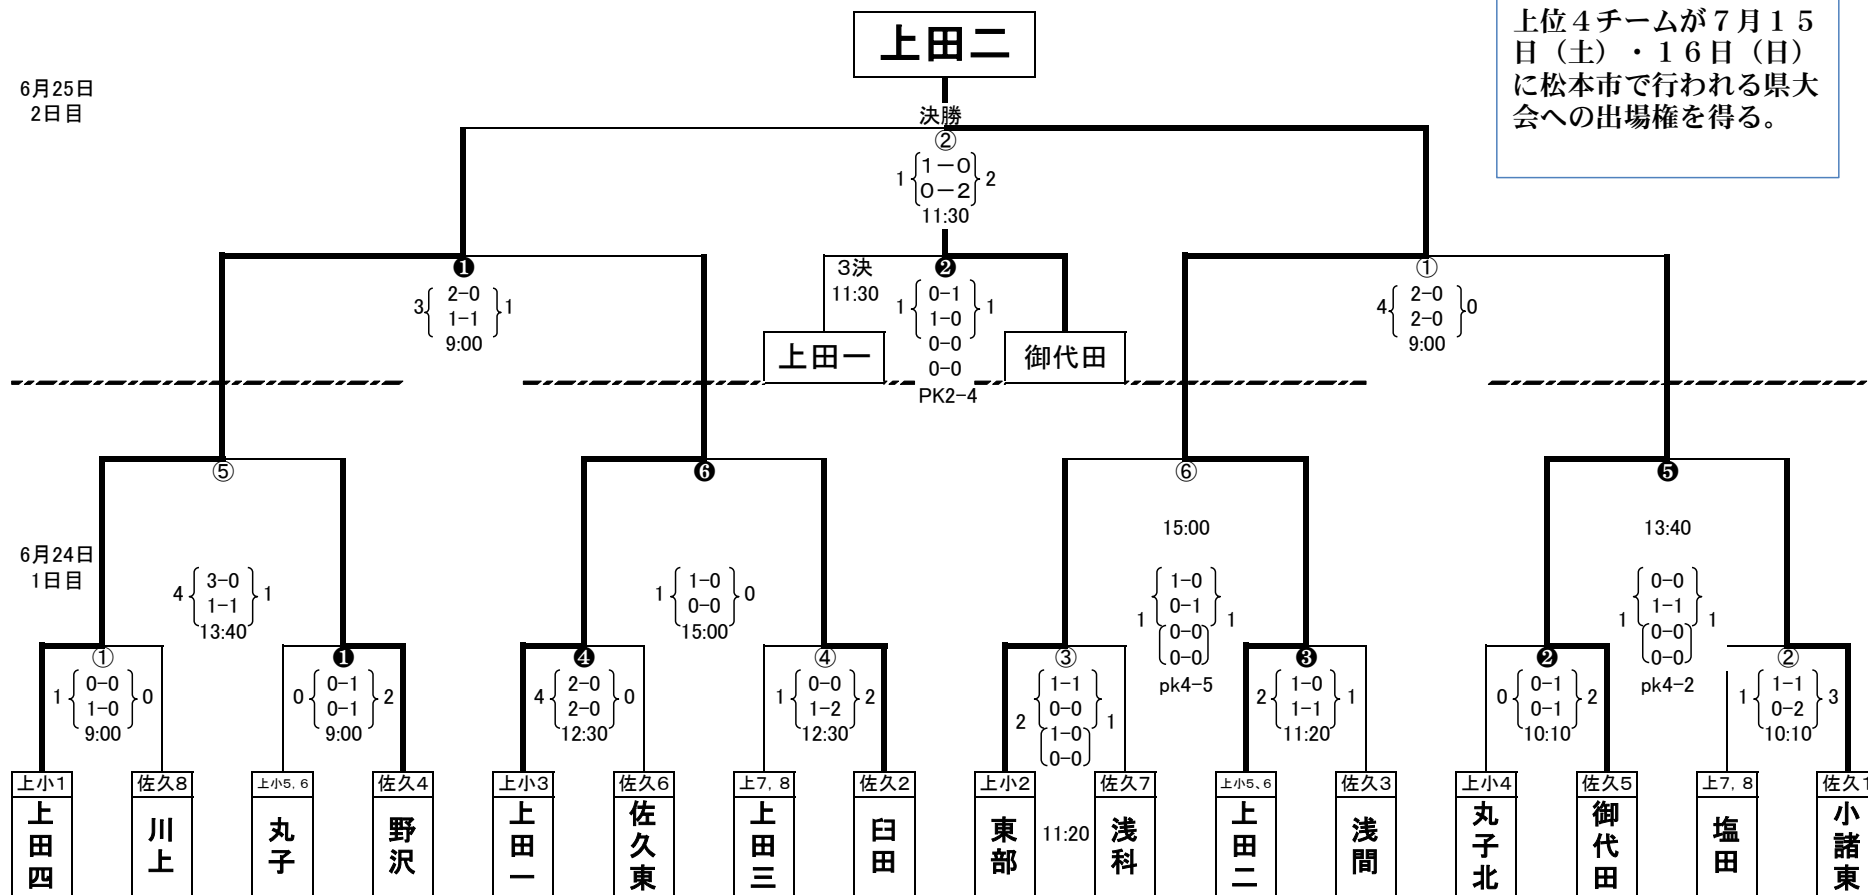 上田二
上位４チームが７月１５
日（土）・１６日（日）
に松本市で行われる県大
会への出場権を得る。
6月25日
2日目
決勝
②
1 1－0 2
0－2
11:30
❶
3 2-0 1
1-1
9:00
３決
11:30
❷
1 0-1 1
1-0
0-0
0-0
PK2-4
上田一
御代田
①
4 2-0 0
2-0
9:00
6月24日
1日目
⑤
4 3-0 1
1-1
13:40
❻
1 1-0 0
0-0
15:00
⑥
15:00
1 1-0 1
0-1
0-0
0-0
pk4-5
❺
13:40
1 0-0 1
1-1
0-0
0-0
pk4-2
①
1 0-0 0
1-0
9:00
❶
0 0-1 2
0-1
9:00
❹
4 2-0 0
2-0
12:30
④
1 0-0 2
1-2
12:30
③
2 1-1 1
0-0
1-0
0-0
11:20
❸
2 1-0 1
1-1
11:20
❷
0 0-1 2
0-1
10:10
②
1 1-1 3
0-2
10:10
上小1
上田四
佐久8
川上
上小5, 6
丸子
佐久4
野沢
上小3
上田一
佐久6
佐久東
上7, 8
上田三
佐久2
臼田
上小2
東部
佐久7
浅科
上小5、6
上田二
佐久3
浅間
上小4
丸子北
佐久5
御代田
上7, 8
塩田
佐久1
小諸東